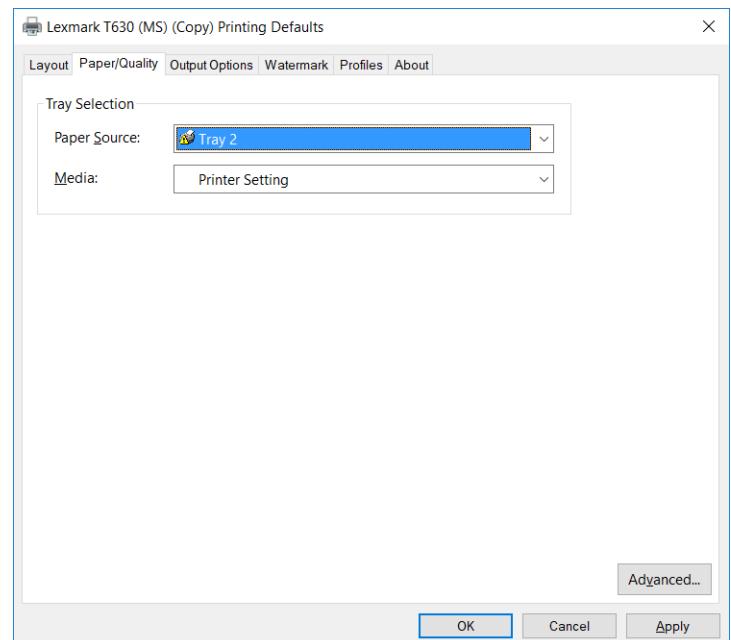 Lexmark T630 (MS) (Copy) Printing Defaults
Layout Paper/Quality Output Options Watermark Profiles About
Tray Selection
Paper Source: Tray 2
Media: Printer Setting
Advanced...
OK Cancel Apply